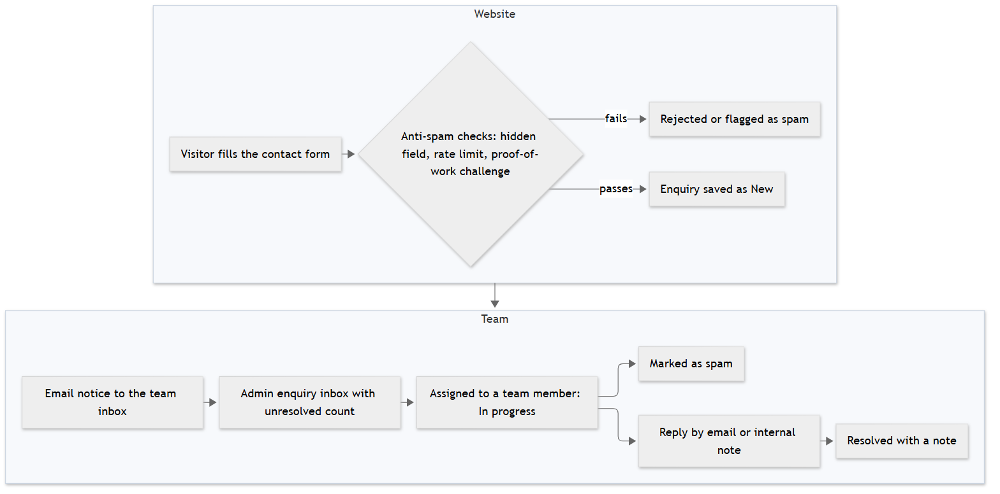 Website
Visitor fills the contact form
Anti-spam checks: hidden
field, rate limit, proof-of-
work challenge
fails
Rejected or flagged as spam
passes
Enquiry saved as New
Team
Email notice to the team
inbox
Admin enquiry inbox with
unresolved count
Assigned to a team member:
In progress
Marked as spam
Reply by email or internal
note
Resolved with a note